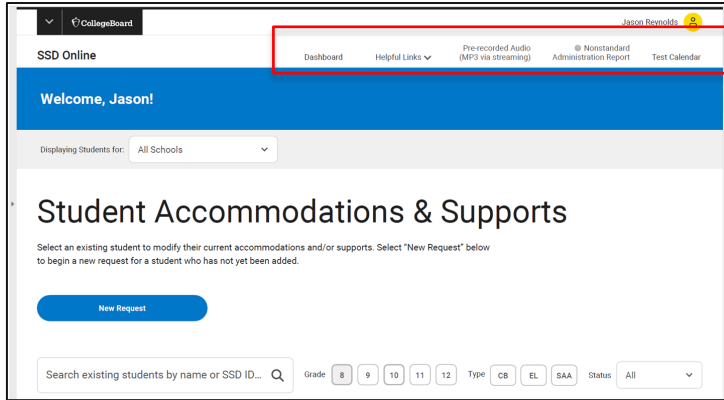 CollegeBoard
Jason Reynolds
SSD Online
Dashboard
Helpful Links
Pre-recorded Audio
(MP3 via streaming)
Nonstandard
Administration Report
Test Calendar
Welcome, Jason!
Displaying Students for:
All Schools
Student Accommodations & Supports
Select an existing student to modify their current accommodations and/or supports. Select "New Request" below
to begin a new request for a student who has not yet been added.
New Request
Search existing students by name or SSD ID...
Grade 8 9 10 11 12 Type CB EL SAA Status All